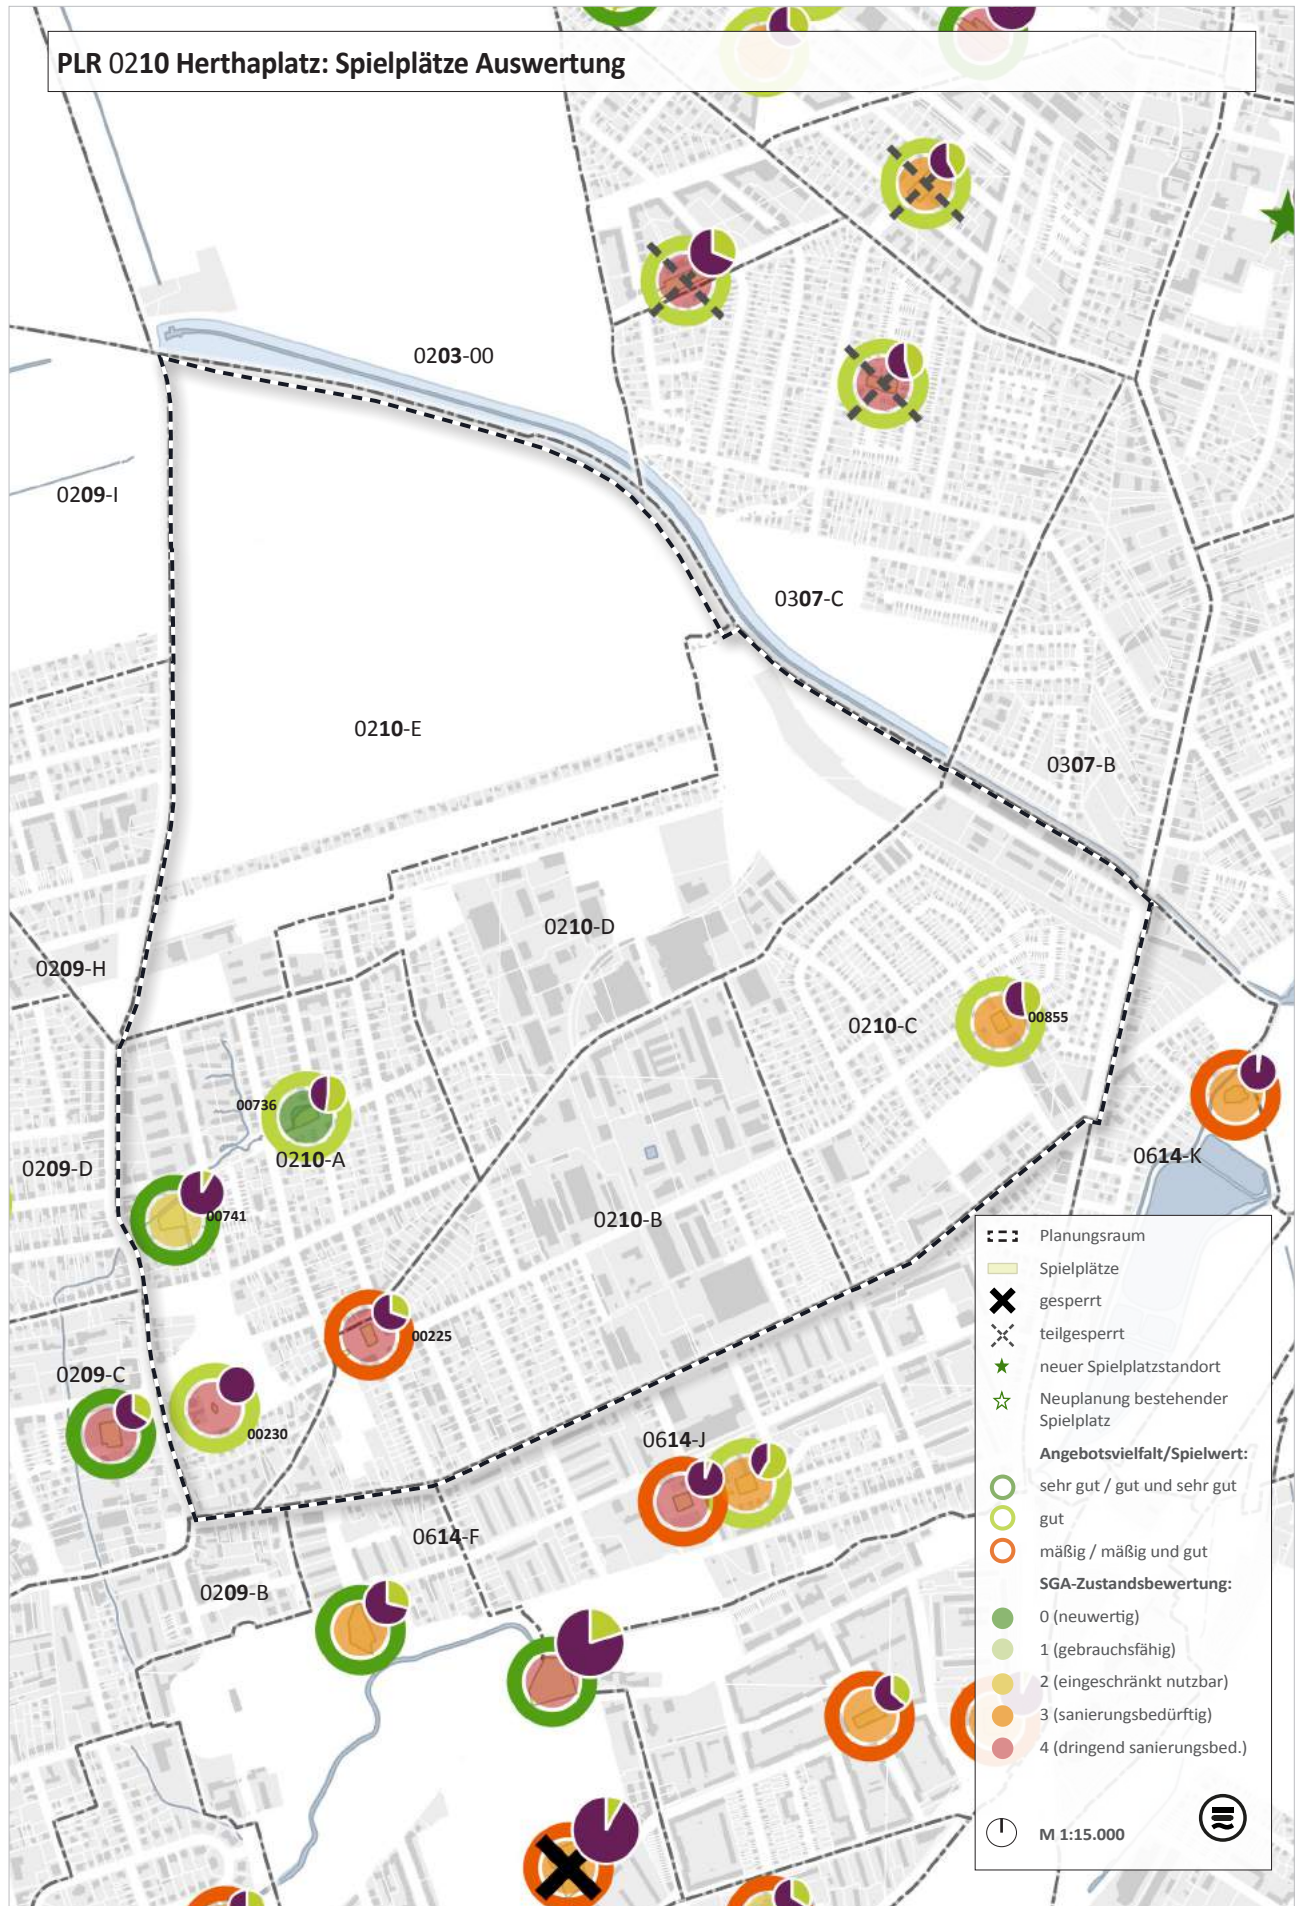 PLR 0210 Herthaplatz: Spielplätze Auswertung
0203-00
0209-I
0307-C
0210-E
0307-B
0210-D
0209-H
0210-C
00855
00736
0210-A
0209-D
0614-K
00741
0210-B
00225
0209-C
00230
0614-J
0614-F
0209-B
Planungsraum
Spielplätze
gesperrt
teilgesperrt
neuer Spielplatzstandort
Neuplanung bestehender
Spielplatz
Angebotsvielfalt/Spielwert:
sehr gut / gut und sehr gut
gut
mäßig / mäßig und gut
SGA-Zustandsbewertung:
0 (neuwertig)
1 (gebrauchsfähig)
2 (eingeschränkt nutzbar)
3 (sanierungsbedürftig)
4 (dringend sanierungsbed.)
M 1:15.000